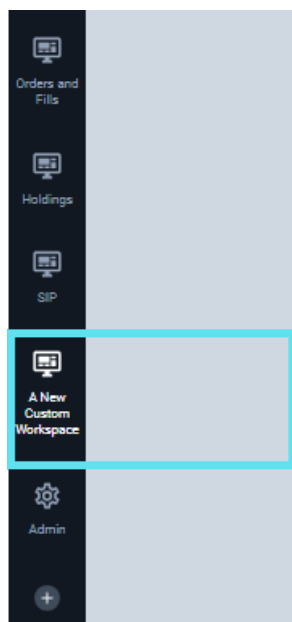 Orders and
Fills
Holdings
SIP
A New
Custom
Workspace
Admin